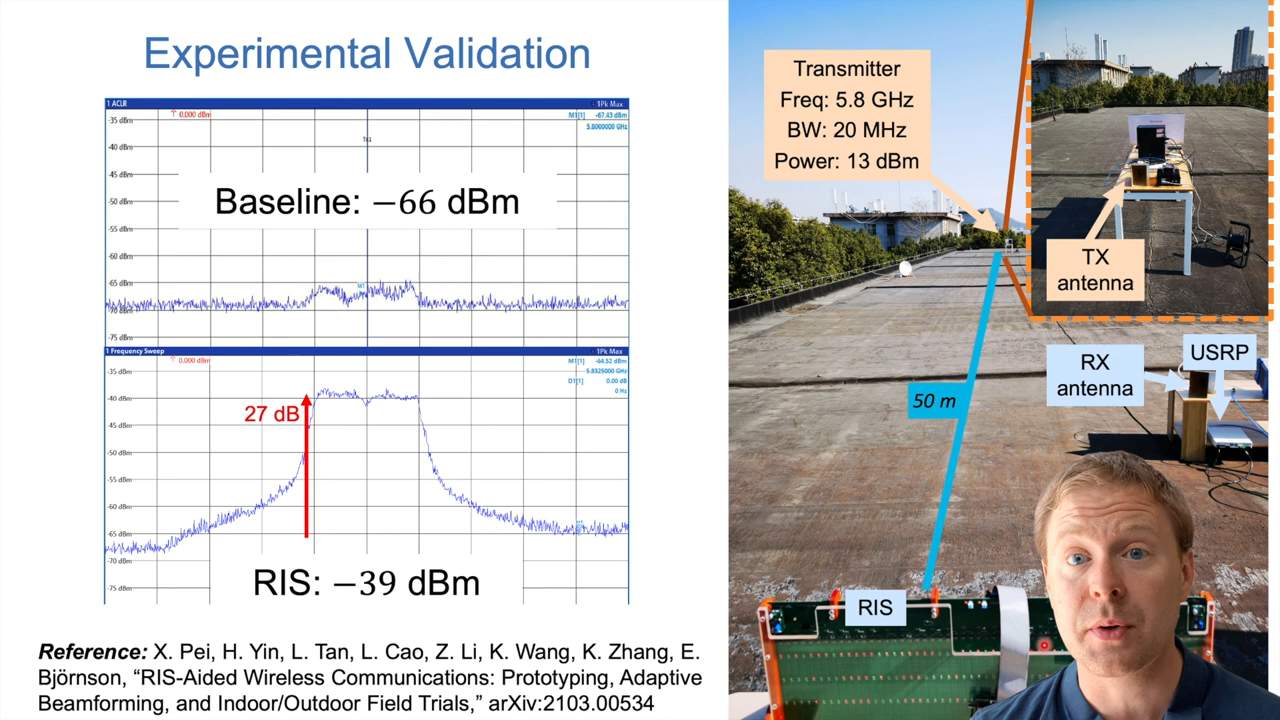 Experimental Validation
1 ACLR
1Pk Max
0.000 dBm
M1[1] -67.43 dBm
5.8000000 GHz
-35 dBm
Tx1
-40 dBm
-45 dBm
Baseline: −66 dBm
-50 dBm
-55 dBm
-60 dBm
-65 dBm
M1
-70 dBm
-75 dBm
1 Frequency Sweep
1Pk Max
0.000 dBm
M1[1] -64.52 dBm
5.8325000 GHz
D1[1] 0.00 dB
0 Hz
-35 dBm
-40 dBm
27 dB
-45 dBm
-50 dBm
-55 dBm
-60 dBm
-65 dBm
-70 dBm
RIS: −39 dBm
-75 dBm
Reference: X. Pei, H. Yin, L. Tan, L. Cao, Z. Li, K. Wang, K. Zhang, E.
Björnson, “RIS-Aided Wireless Communications: Prototyping, Adaptive
Beamforming, and Indoor/Outdoor Field Trials,” arXiv:2103.00534
Transmitter
Freq: 5.8 GHz
BW: 20 MHz
Power: 13 dBm
TX
antenna
RX
antenna
USRP
50 m
RIS